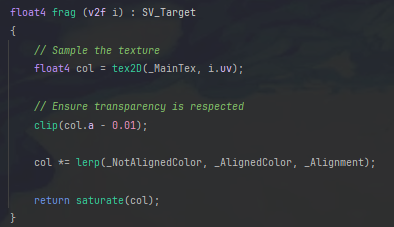 float4 frag (v2f i) : SV_Target
{
// Sample the texture
float4 col = tex2D(_MainTex, i.uv);
// Ensure transparency is respected
clip(col.a - 0.01);
col *= lerp(_NotAlignedColor, _AlignedColor, _Alignment);
return saturate(col);
}